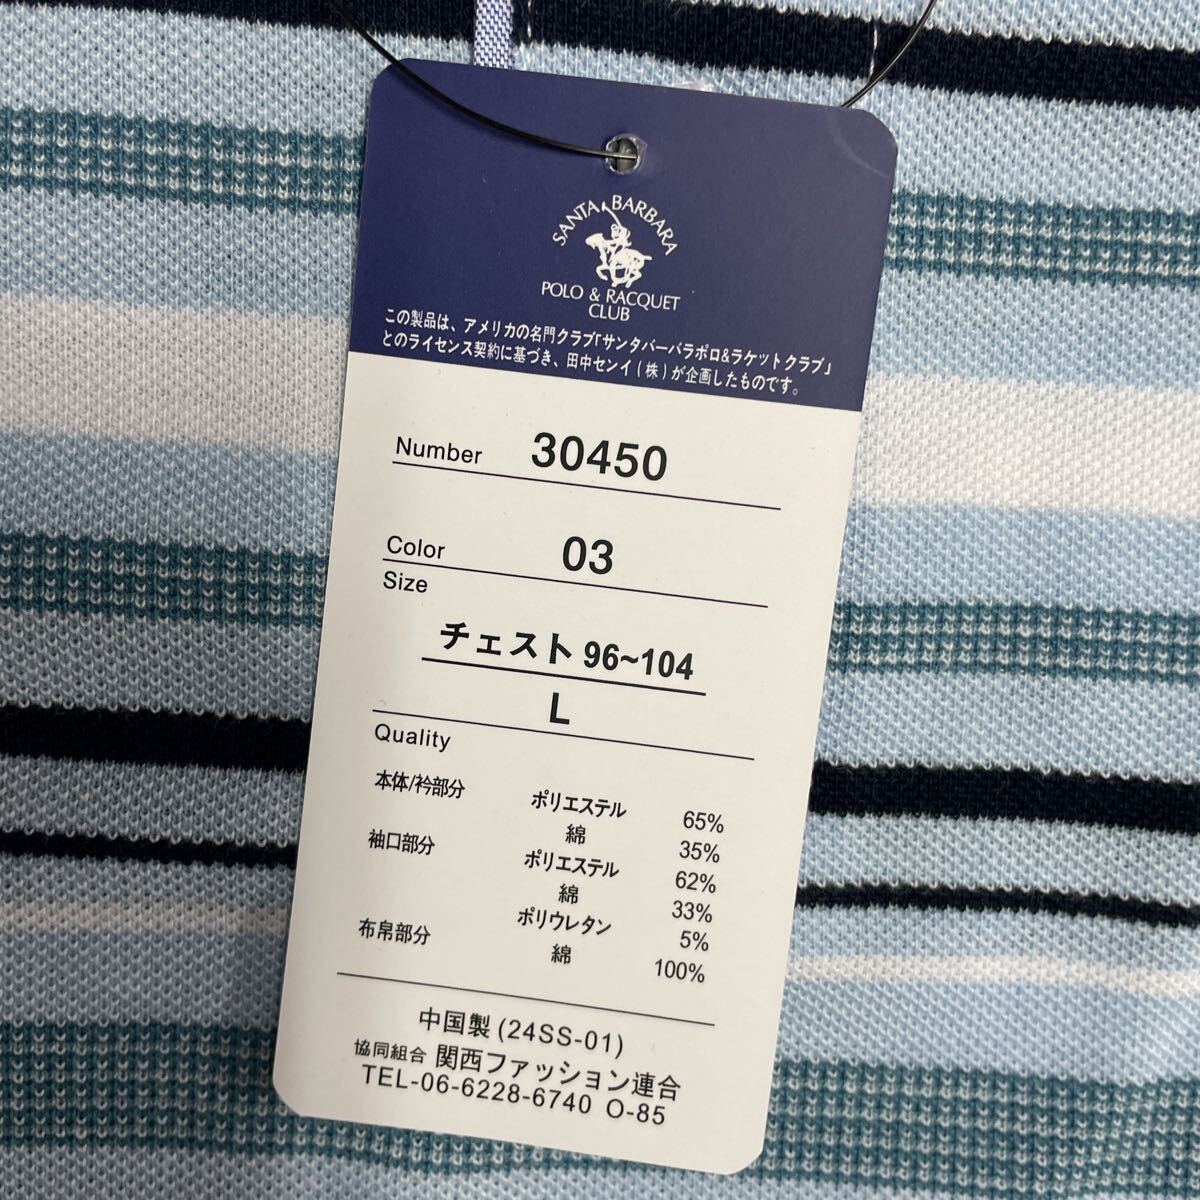 SANTA BARBARA
POLO & RACQUET
CLUB
この製品は、アメリカの名門クラブ「サンタバーバラポロ&ラケットクラブ」
とのライセンス契約に基づき、田中センイ(株)が企画したものです。
Number 30450
Color 03
Size
チェスト 96~104
L
Quality
本体/衿部分 ポリエステル 65%
綿 35%
袖口部分 ポリエステル 62%
綿 33%
ポリウレタン 5%
布帛部分 綿 100%
中国製 (24SS-01)
協同組合 関西ファッション連合
TEL-06-6228-6740 O-85